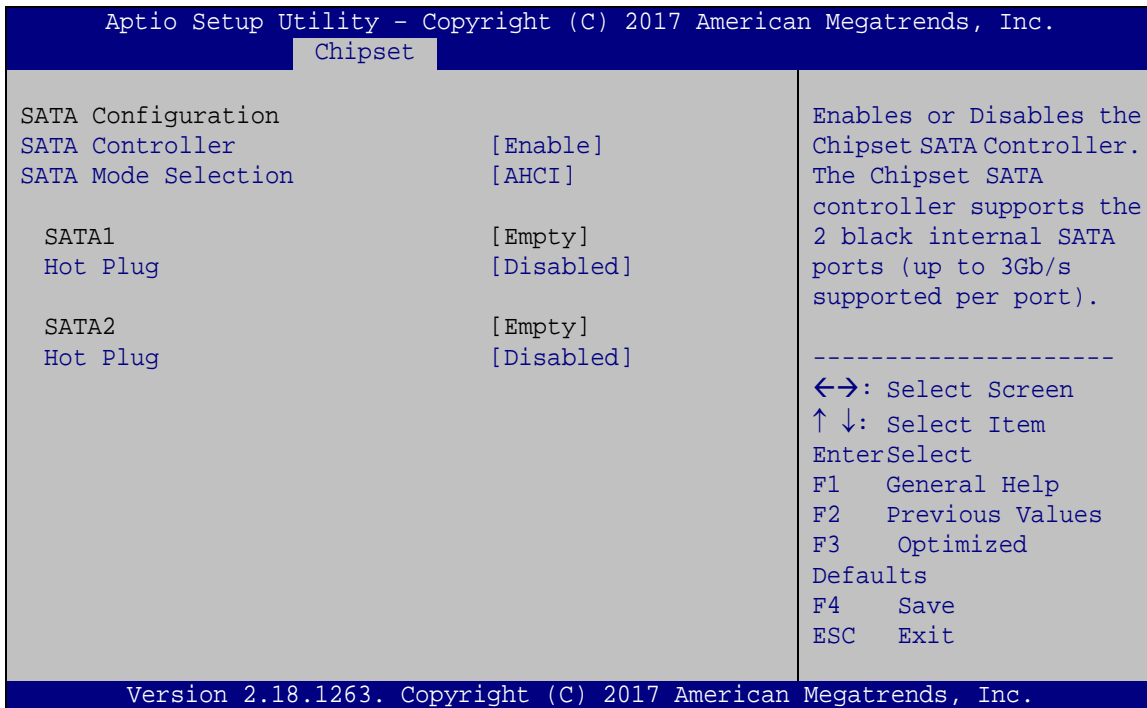 Aptio Setup Utility – Copyright (C) 2017 American Megatrends, Inc.
Chipset
SATA Configuration
SATA Controller [Enable]
SATA Mode Selection [AHCI]
SATA1 [Empty]
Hot Plug [Disabled]
SATA2 [Empty]
Hot Plug [Disabled]
Enables or Disables the
Chipset SATA Controller.
The Chipset SATA
controller supports the
2 black internal SATA
ports (up to 3Gb/s
supported per port).
---------------------
←→: Select Screen
↑ ↓: Select Item
EnterSelect
F1 General Help
F2 Previous Values
F3 Optimized
Defaults
F4 Save
ESC Exit
Version 2.18.1263. Copyright (C) 2017 American Megatrends, Inc.